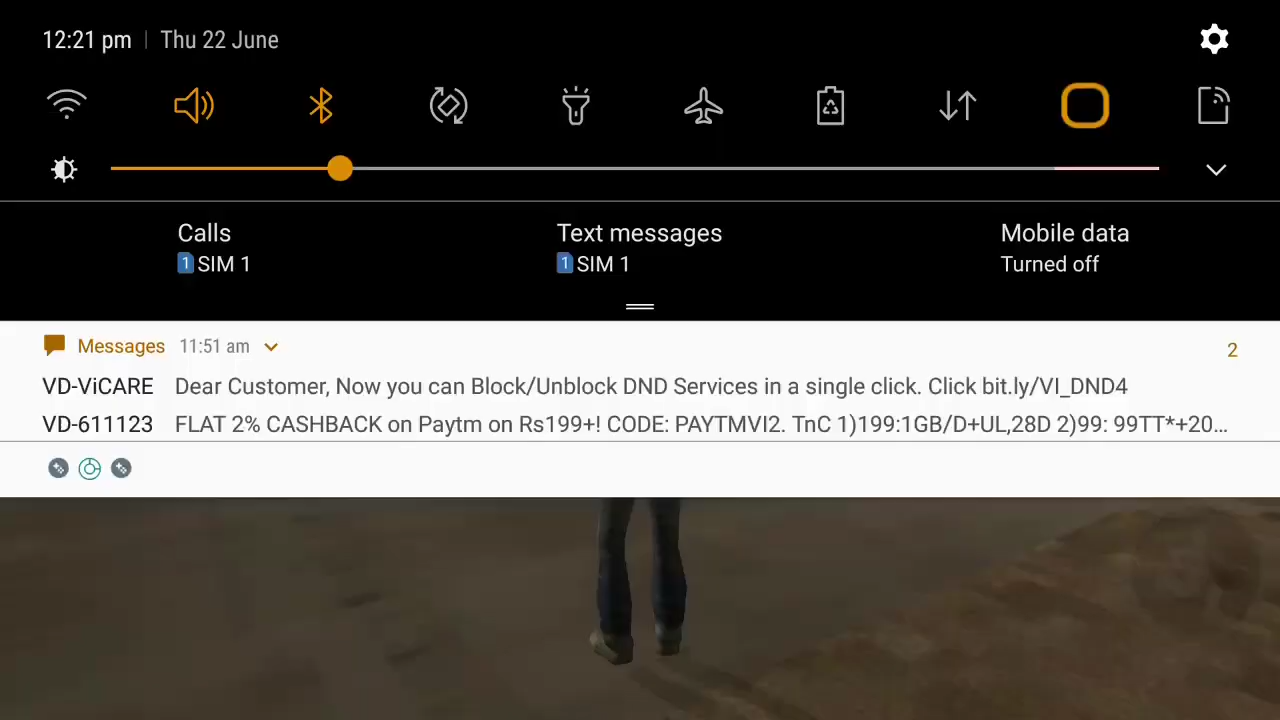 12:21 pm | Thu 22 June
Calls
1 SIM 1
Text messages
1 SIM 1
Mobile data
Turned off
Messages 11:51 am
2
VD-ViCARE Dear Customer, Now you can Block/Unblock DND Services in a single click. Click bit.ly/VI_DND4
VD-611123 FLAT 2% CASHBACK on Paytm on Rs199+! CODE: PAYTMVI2. TnC 1)199:1GB/D+UL,28D 2)99: 99TT*+20...